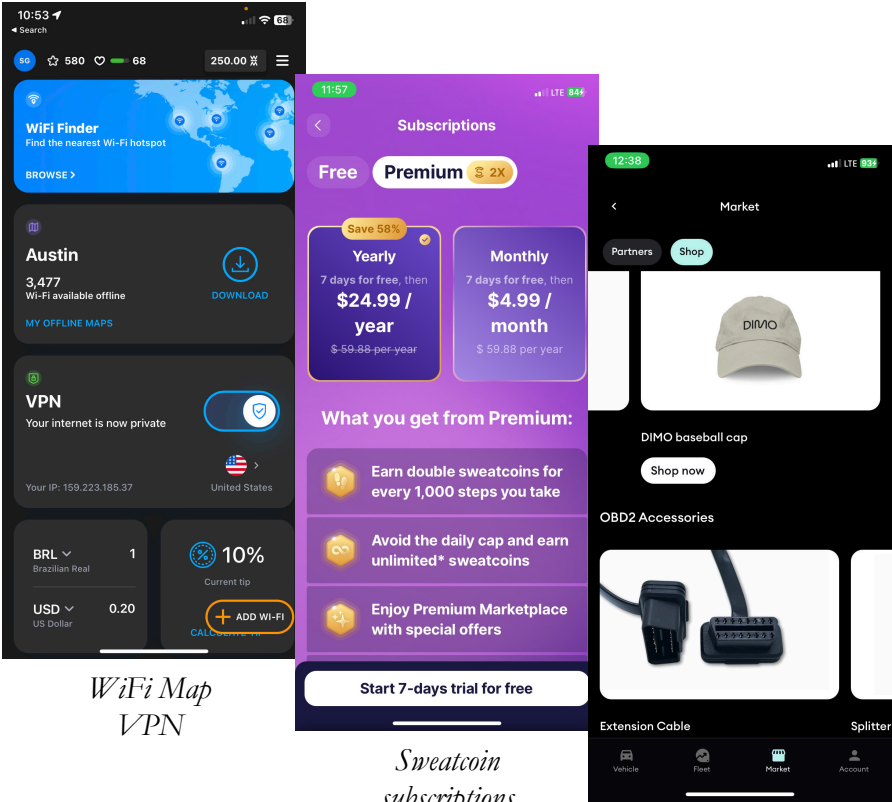 10:53
68
◀ Search
SG
580
68
250.00
WiFi Finder
Find the nearest Wi-Fi hotspot
BROWSE >
Austin
3,477
Wi-Fi available offline
DOWNLOAD
MY OFFLINE MAPS
VPN
Your internet is now private
Your IP: 159.223.185.37
United States
BRL
1
Brazilian Real
USD
0.20
US Dollar
10%
Current tip
ADD WI-FI
WiFi Map
VPN
11:57
LTE 84
Subscriptions
Free
Premium
2X
Save 58%
Yearly
7 days for free, then
$24.99 /
year
$ 59.88 per year
Monthly
7 days for free, then
$4.99 /
month
$ 59.88 per year
What you get from Premium:
Earn double sweatcoins for
every 1,000 steps you take
Avoid the daily cap and earn
unlimited* sweatcoins
Enjoy Premium Marketplace
with special offers
Start 7-days trial for free
Sweatcoin
subscriptions
12:38
LTE 93
Market
Partners
Shop
DIMO
DIMO baseball cap
Shop now
OBD2 Accessories
Extension Cable
Splitter
Vehicle
Fleet
Market
Account